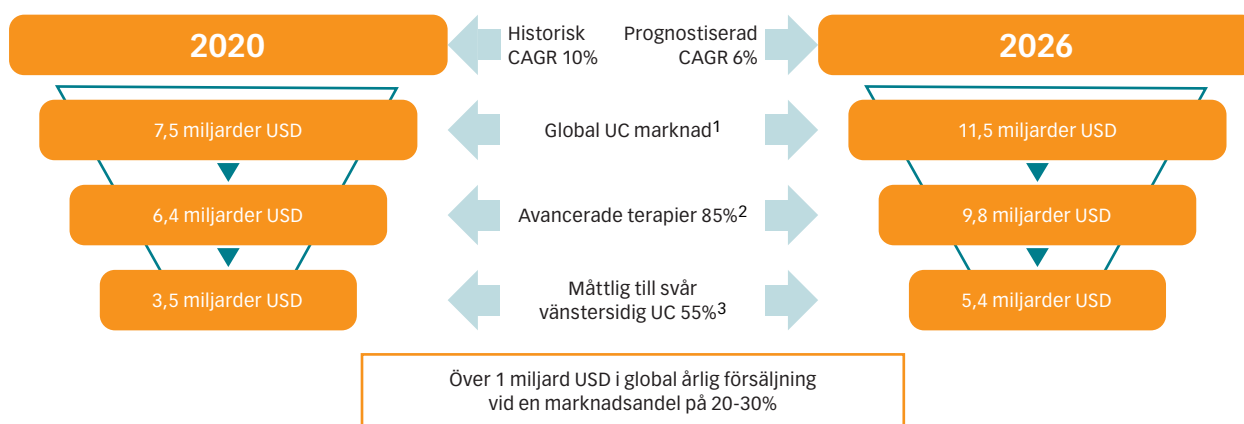 2020
Historisk
CAGR 10%
Prognostiserad
CAGR 6%
2026
7,5 miljarder USD
Global UC marknad1
11,5 miljarder USD
6,4 miljarder USD
Avancerade terapier 85%2
9,8 miljarder USD
3,5 miljarder USD
Måttlig till svår
vänstersidig UC 55%3
5,4 miljarder USD
Över 1 miljard USD i global årlig försäljning
vid en marknadsandel på 20-30%